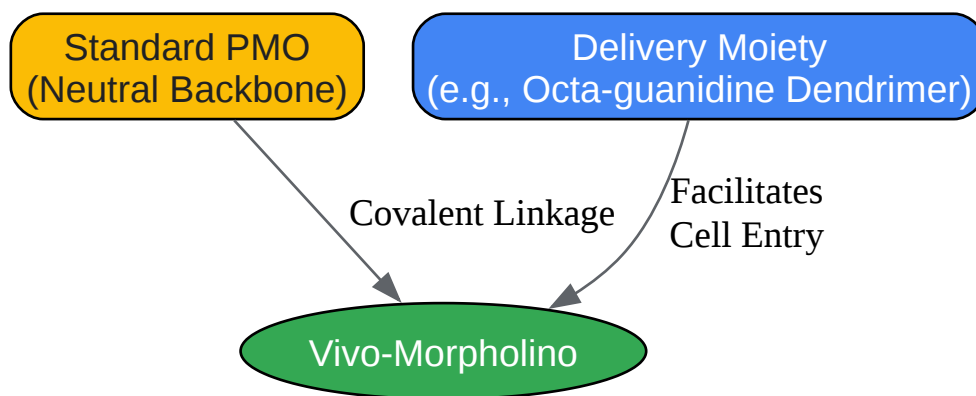 Standard PMO
(Neutral Backbone)
Delivery Moiety
(e.g., Octa-guanidine Dendrimer)
Covalent Linkage
Facilitates
Cell Entry
Vivo-Morpholino